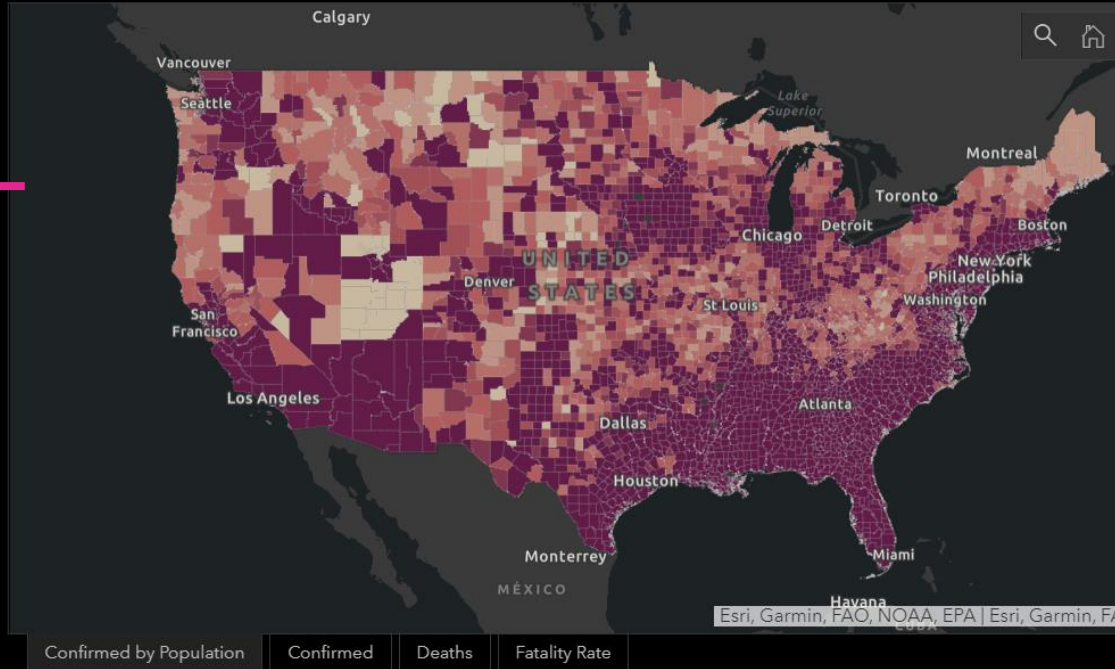 Calgary
Vancouver
Seattle
Lake
Superior
Montreal
Toronto
Boston
Chicago
Detroit
New York
Philadelphia
UNITED
STATES
Denver
St Louis
Washington
San
Francisco
Los Angeles
Atlanta
Dallas
Houston
Monterrey
Miami
MÉXICO
Havana
CUBA
Esri, Garmin, FAO, NOAA, EPA | Esri, Garmin, FA
Confirmed by Population
Confirmed
Deaths
Fatality Rate